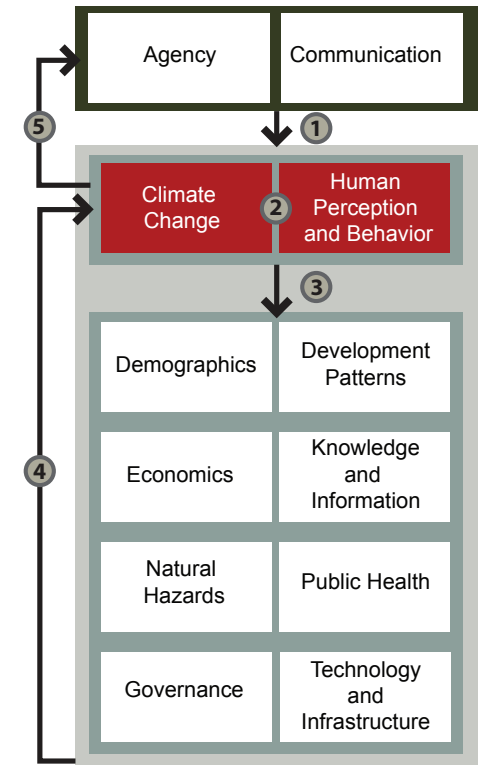 Agency
Communication
5
1
Climate
Change
2
Human
Perception
and Behavior
3
Demographics
Development
Patterns
4
Economics
Knowledge
and
Information
Natural
Hazards
Public Health
Governance
Technology
and
Infrastructure